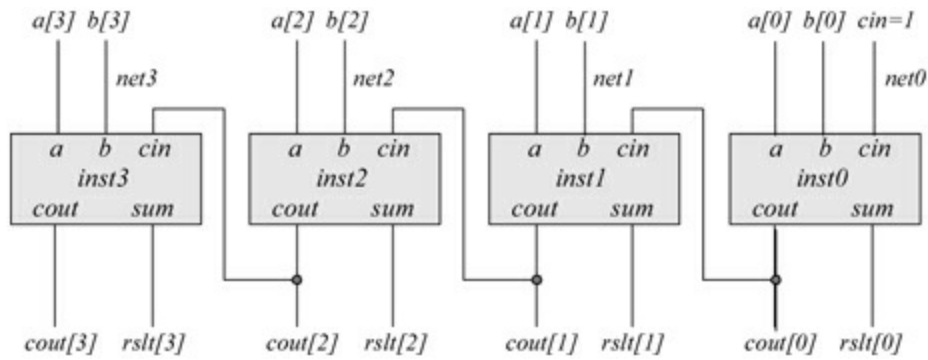 a[3] b[3] a[2] b[2] a[1] b[1] a[0] b[0] cin=1
net3 net2 net1 net0
a b cin a b cin a b cin a b cin
inst3 inst2 inst1 inst0
cout sum cout sum cout sum cout sum
cout[3] rslt[3] cout[2] rslt[2] cout[1] rslt[1] cout[0] rslt[0]